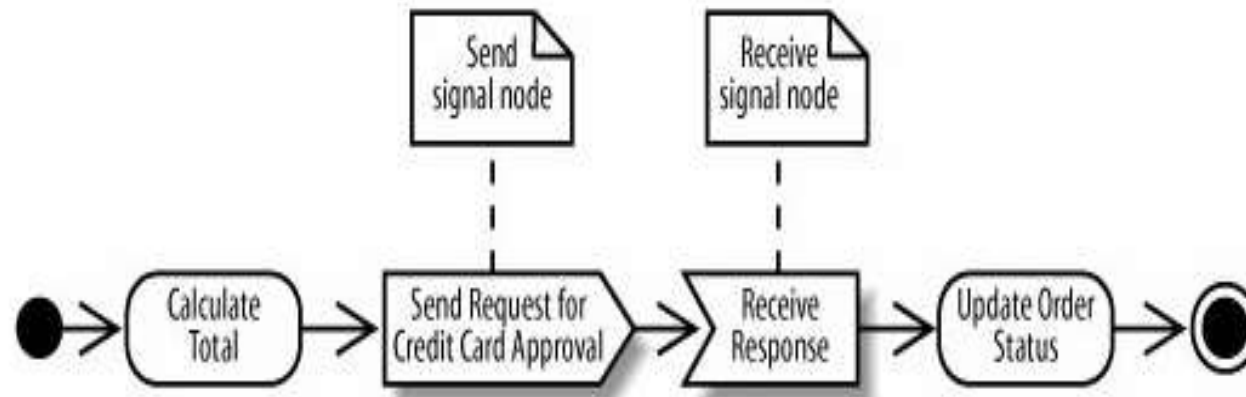 Send
signal node
Receive
signal node
Calculate
Total
Send Request for
Credit Card Approval
Receive
Response
Update Order
Status